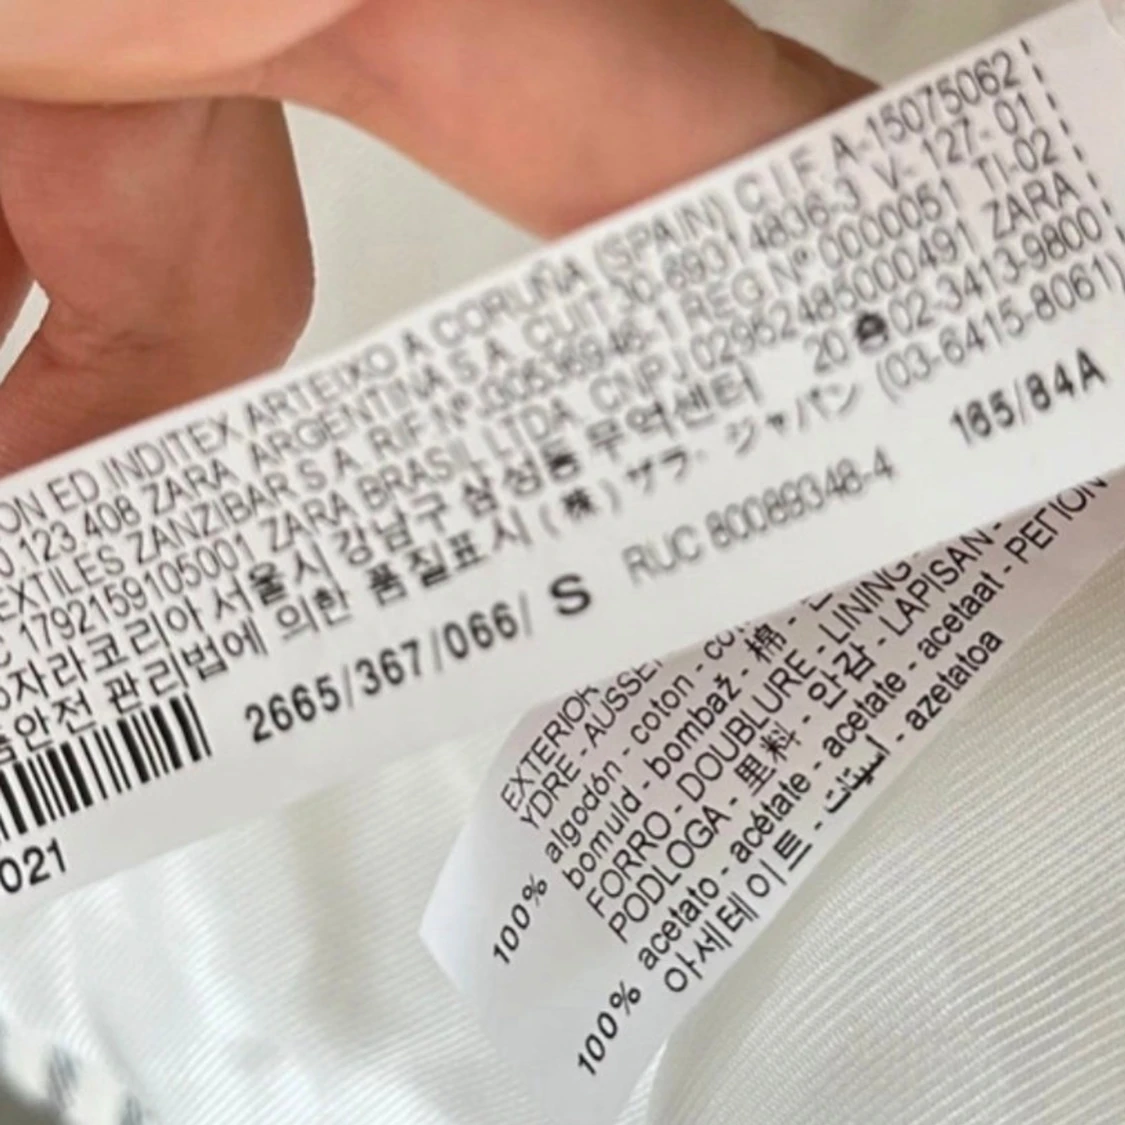 ON ED INDITEX ARTEIXO A CORUÑA (SPAIN) C.I.F. A-15075062
0 123 408 ZARA ARGENTINA S A CUIT-30 69314836-3 V-127-01
EXTILES ZANZIBAR S A RIF Nº 00536946-1 REG Nº 0000051 TI-02
C 1792159105001 ZARA BRASIL LTDA CNPJ 02952485000491 ZARA
자라코리아 서울시 강남구 삼성동 무역센터 20 ☎02-3413-9800
품안전 관리법에 의한 품질표시 (株) ザラ・ジャパン (03-6415-8061)
2665/367/066/ S RUC 80089348-4 165/84A
021
EXTERIOR
YDRE - AUSSE
100% algodón - coton - co
bomuld - bombaž - 棉 -
FORRO - DOUBLURE - LINING
PODLOGA - 里料 - 안감 - LAPISAN -
100% acetato - acétate - acetate - acetaat - РЕГІОN
아세테이트 - أسيتات - azetatoa